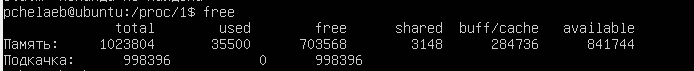 pchelaeb@ubuntu:/proc/1$ free
total used free shared buff/cache available
Память: 1023804 35500 703568 3148 284736 841744
Подкачка: 998396 0 998396